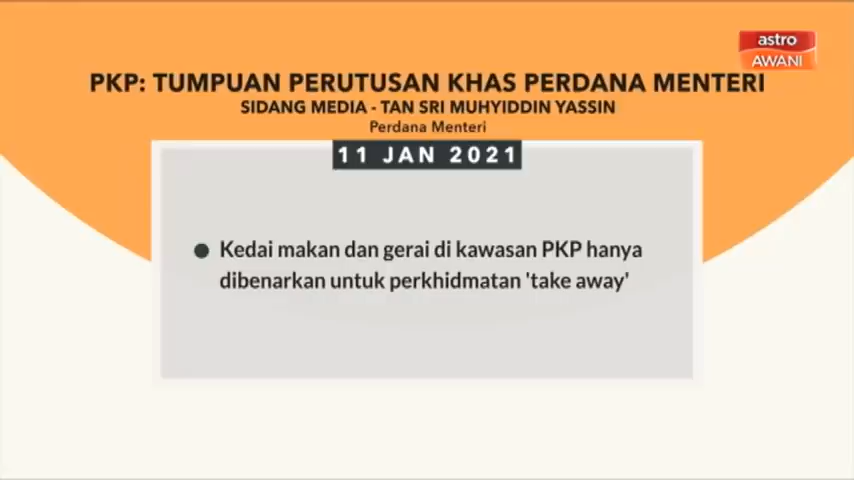 astro
AWANI
PKP: TUMPUAN PERUTUSAN KHAS PERDANA MENTERI
SIDANG MEDIA - TAN SRI MUHYIDDIN YASSIN
Perdana Menteri
11 JAN 2021
● Kedai makan dan gerai di kawasan PKP hanya
dibenarkan untuk perkhidmatan 'take away'